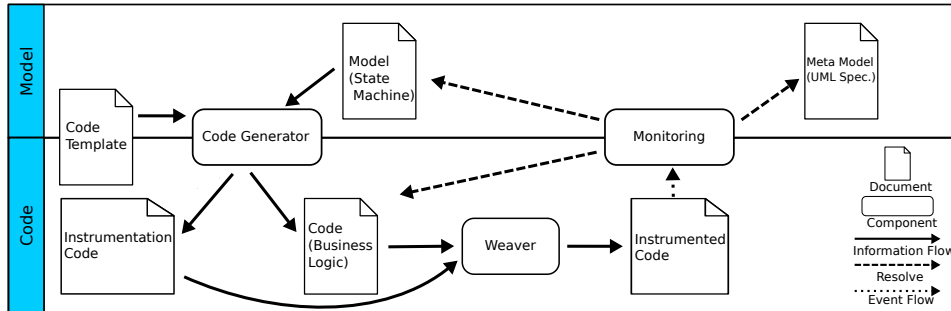 Model
Code
Template
Code Generator
Model
(State
Machine)
Monitoring
Meta Model
(UML Spec.)
Code
Instrumentation
Code
Code
(Business
Logic)
Weaver
Instrumented
Code
Document
Component
Information Flow
Resolve
Event Flow